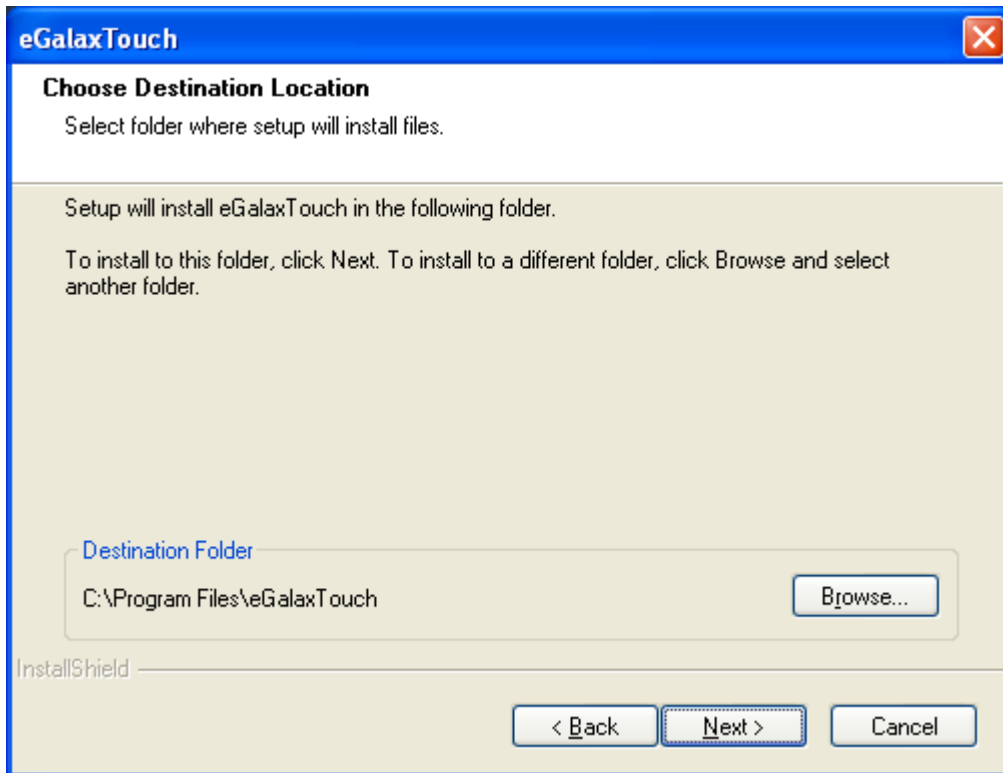 eGalaxTouch
Choose Destination Location
Select folder where setup will install files.
Setup will install eGalaxTouch in the following folder.
To install to this folder, click Next. To install to a different folder, click Browse and select
another folder.
Destination Folder
C:\Program Files\eGalaxTouch
Browse...
InstallShield
< Back
Next >
Cancel